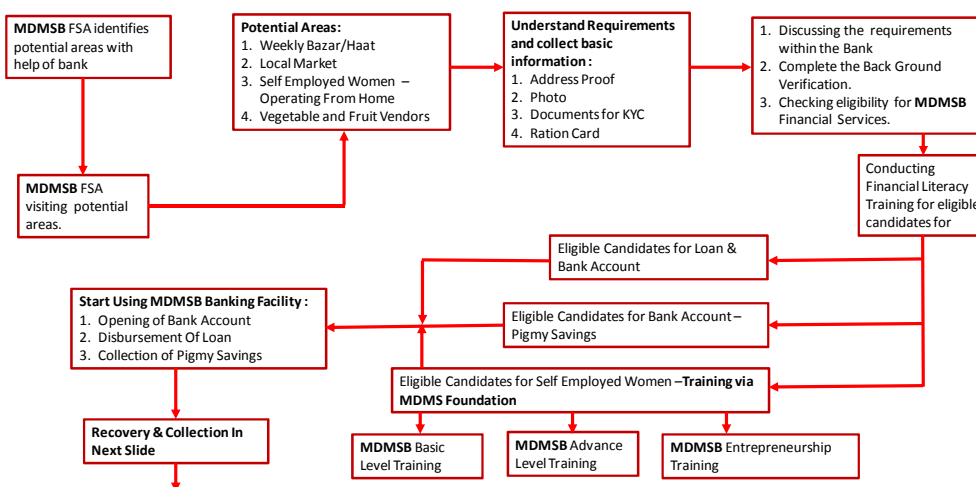 MDMSB FSA identifies
potential areas with
help of bank
MDMSB FSA
visiting potential
areas.
Potential Areas:
1. Weekly Bazar/Haat
2. Local Market
3. Self Employed Women –
Operating From Home
4. Vegetable and Fruit Vendors
Understand Requirements
and collect basic
information :
1. Address Proof
2. Photo
3. Documents for KYC
4. Ration Card
1. Discussing the requirements
within the Bank
2. Complete the Back Ground
Verification.
3. Checking eligibility for MDMSB
Financial Services.
Conducting
Financial Literacy
Training for eligible
candidates for
Eligible Candidates for Loan &
Bank Account
Eligible Candidates for Bank Account –
Pigmy Savings
Eligible Candidates for Self Employed Women –Training via
MDMS Foundation
MDMSB Basic
Level Training
MDMSB Advance
Level Training
MDMSB Entrepreneurship
Training
Start Using MDMSB Banking Facility :
1. Opening of Bank Account
2. Disbursement Of Loan
3. Collection of Pigmy Savings
Recovery & Collection In
Next Slide